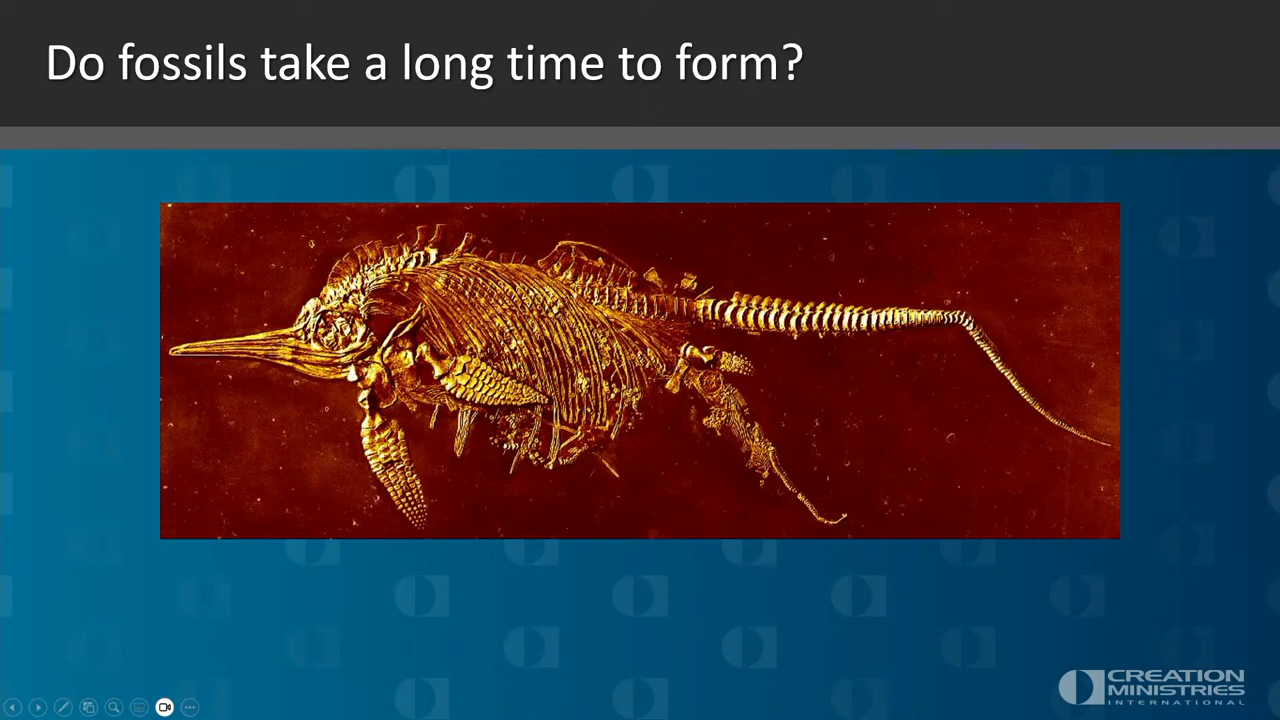 Do fossils take a long time to form?
CREATION
MINISTRIES
INTERNATIONAL